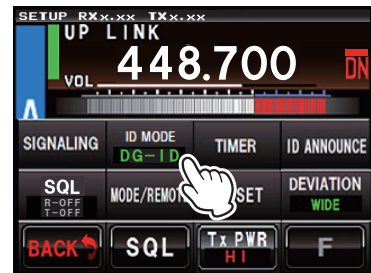 SETUP RXx.xx TXx.xx
UP LINK
VOL 448.700 DN
A
SIGNALING ID MODE TIMER ID ANNOUNCE
DG-ID
SQL MODE/REMOT SET DEVIATION
R-OFF WIDE
T-OFF
BACK SQL Tx PWR F
HI